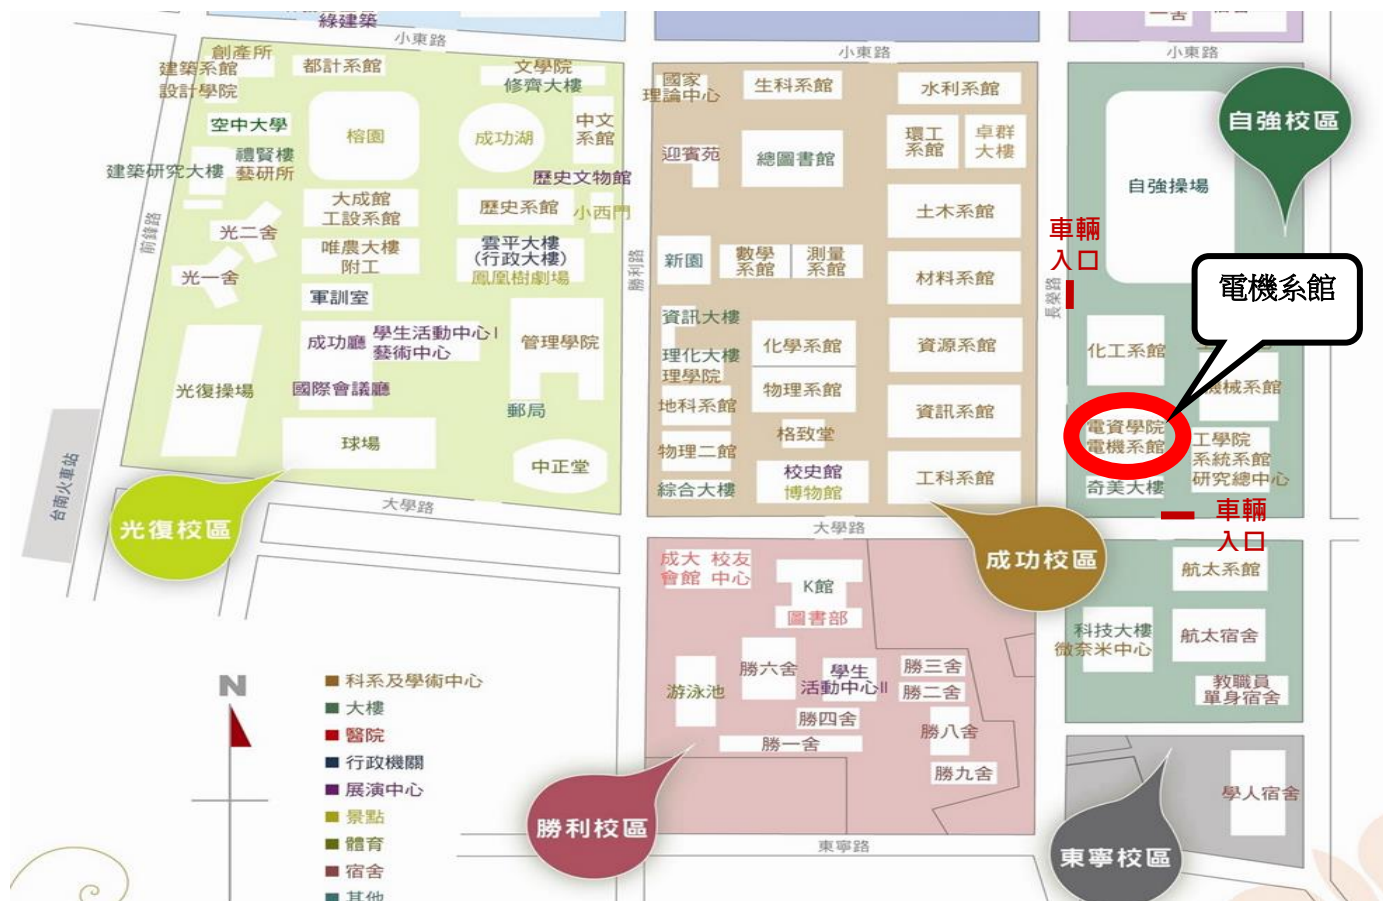 綠建築
小東路
小東路
小東路
創產所
建築系館
設計學院
都計系館
文學院
修齊大樓
空中大學
榕園
成功湖
中文
系館
禮賢樓
藝研所
建築研究大樓
歷史文物館
大成館
工設系館
歷史系館
小西門
光二舍
唯農大樓
附工
雲平大樓
(行政大樓)
鳳凰樹劇場
前鋒路
光一舍
軍訓室
成功廳
學生活動中心I
藝術中心
管理學院
光復操場
國際會議廳
郵局
球場
中正堂
台南火車站
光復校區
大學路
勝利路
國家
理論中心
生科系館
水利系館
迎賓苑
總圖書館
環工
系館
卓群
大樓
土木系館
新園
數學
系館
測量
系館
材料系館
資訊大樓
理化大樓
理學院
化學系館
資源系館
地科系館
物理系館
資訊系館
物理二館
格致堂
綜合大樓
校史館
博物館
工科系館
大學路
成功校區
長榮路
自強校區
自強操場
車輛
入口
電機系館
化工系館
機械系館
電資學院
電機系館
工學院
系統系館
研究總中心
奇美大樓
車輛
入口
航太系館
科技大樓
微奈米中心
航太宿舍
教職員
單身宿舍
成大 校友
會館 中心
K館
圖書部
勝六舍
學生
活動中心II
勝三舍
勝二舍
游泳池
勝四舍
勝一舍
勝八舍
勝九舍
勝利校區
東寧路
學人宿舍
東寧校區
N
科系及學術中心
大樓
醫院
行政機關
展演中心
景點
體育
宿舍
其他